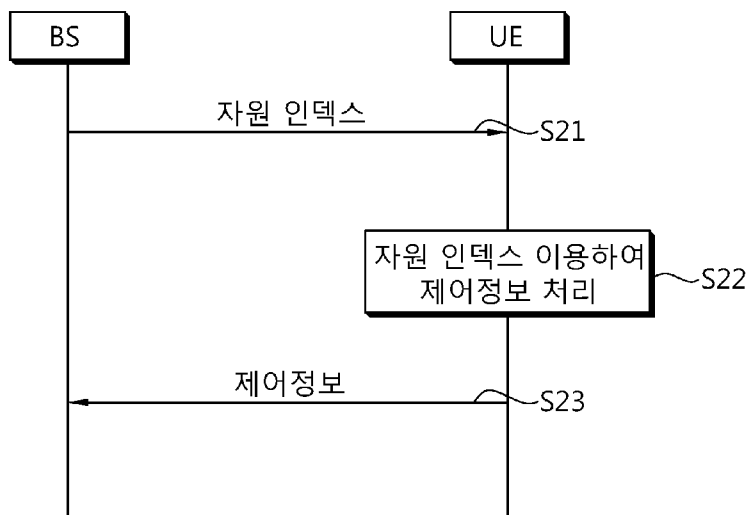 BS
UE
자원 인덱스
S21
자원 인덱스 이용하여
제어정보 처리
S22
제어정보
S23